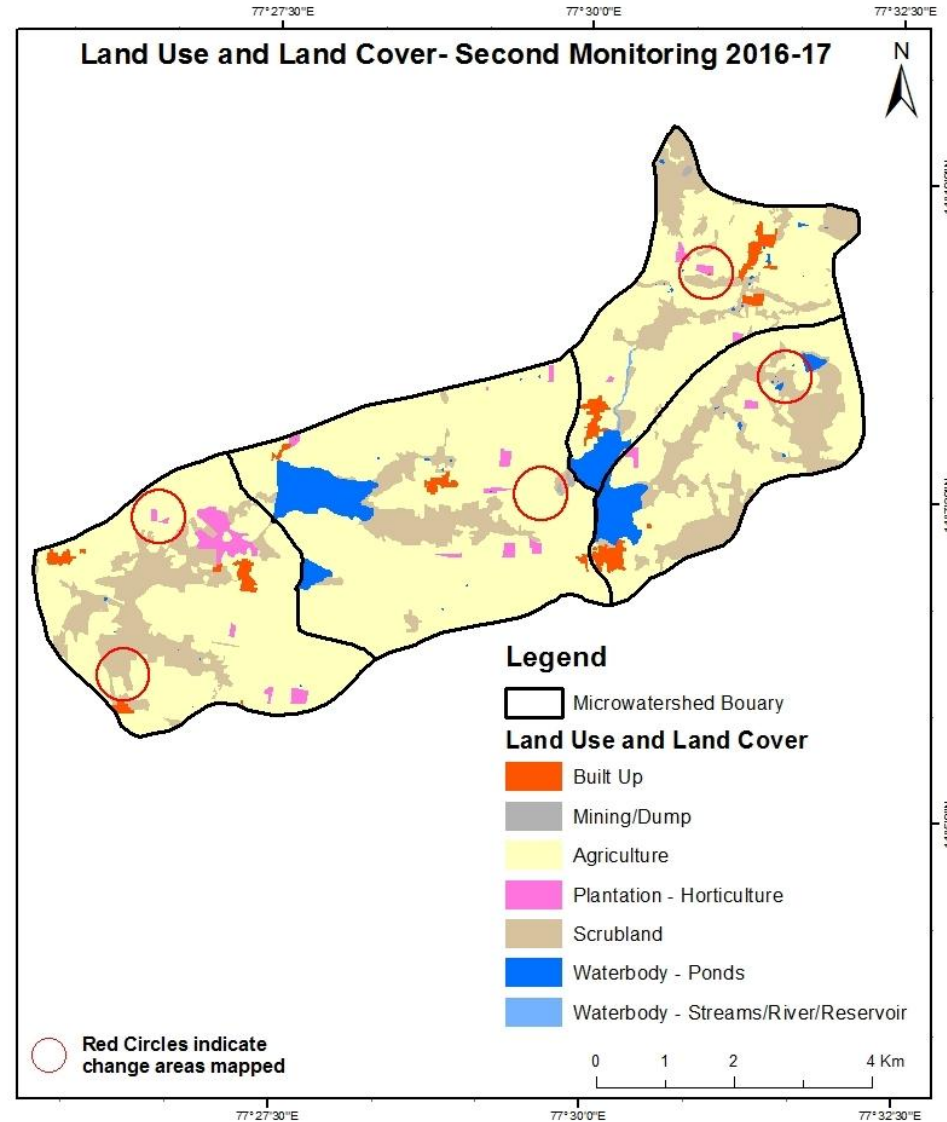 77°27'30"E 77°30'0"E 77°32'30"E
Land Use and Land Cover- Second Monitoring 2016-17
N
Legend
Microwatershed Bouary
Land Use and Land Cover
Built Up
Mining/Dump
Agriculture
Plantation - Horticulture
Scrubland
Waterbody - Ponds
Waterbody - Streams/River/Reservoir
Red Circles indicate
change areas mapped
0 1 2 4 Km
77°27'30"E 77°30'0"E 77°32'30"E